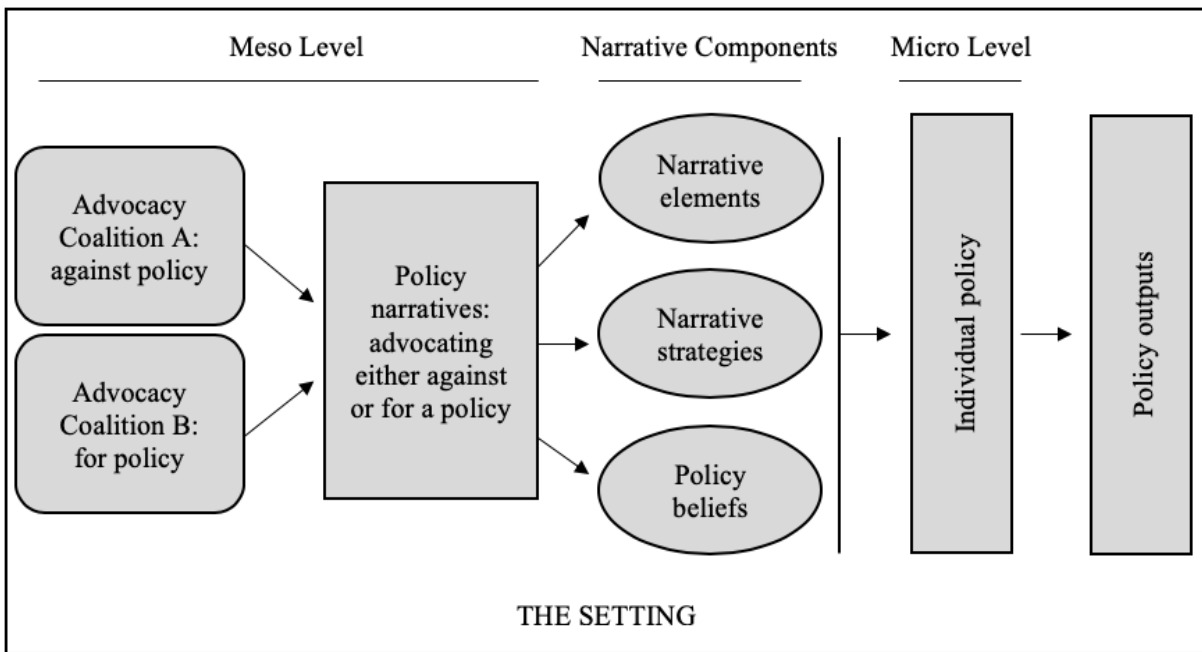 Meso Level
Narrative Components
Micro Level
Advocacy
Coalition A:
against policy
Advocacy
Coalition B:
for policy
Policy
narratives:
advocating
either against
or for a policy
Narrative
elements
Narrative
strategies
Policy
beliefs
Individual policy
Policy outputs
THE SETTING